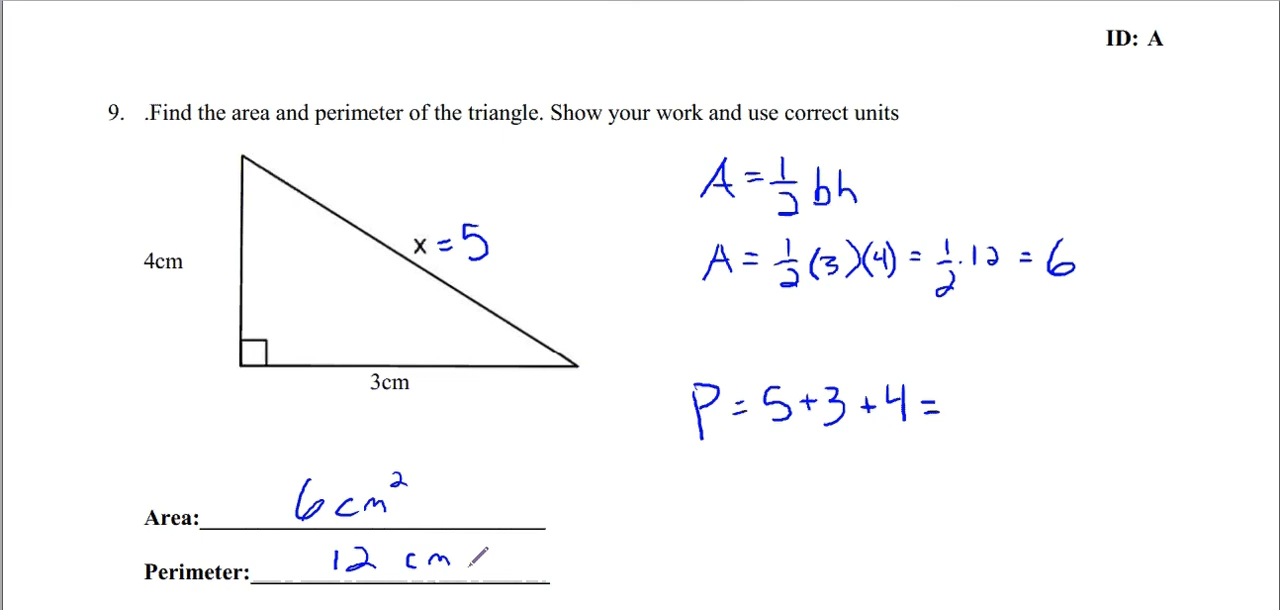 ID: A
9. .Find the area and perimeter of the triangle. Show your work and use correct units
A = 1/2 bh
x = 5
4cm
A = 1/2 (3)(4) = 1/2 · 12 = 6
3cm
P = 5 + 3 + 4 =
Area: 6 cm²
Perimeter: 12 cm